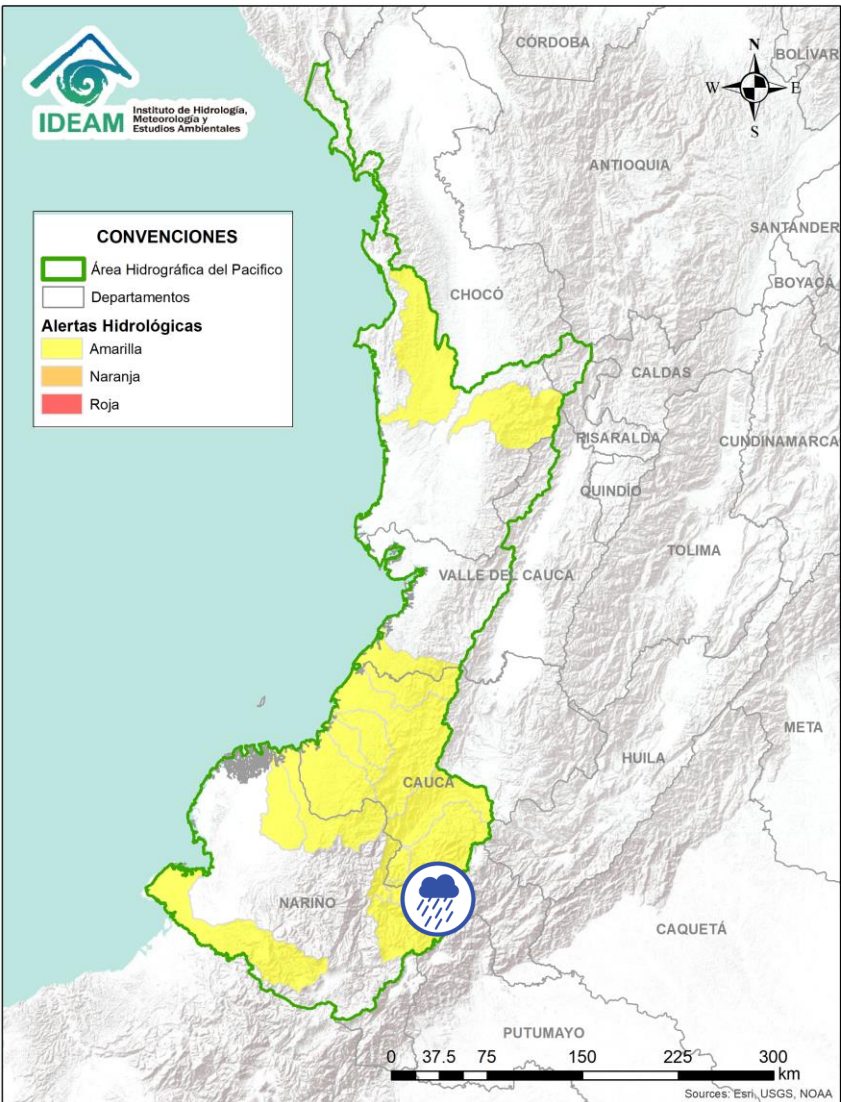 IDEAM
Instituto de Hidrología,
Meteorología y
Estudios Ambientales
N
W
E
S
CÓRDOBA
BOLÍVAR
ANTIOQUIA
SANTANDER
BOYACÁ
CHOCÓ
CONVENCIONES
Área Hidrográfica del Pacifico
Departamentos
Alertas Hidrológicas
Amarilla
Naranja
Roja
CALDAS
RISARALDA
CUNDINAMARCA
QUINDÍO
TOLIMA
VALLE DEL CAUCA
META
HUILA
CAUCA
NARIÑO
CAQUETÁ
PUTUMAYO
0 37.5 75 150 225 300
km
Sources: Esri, USGS, NOAA